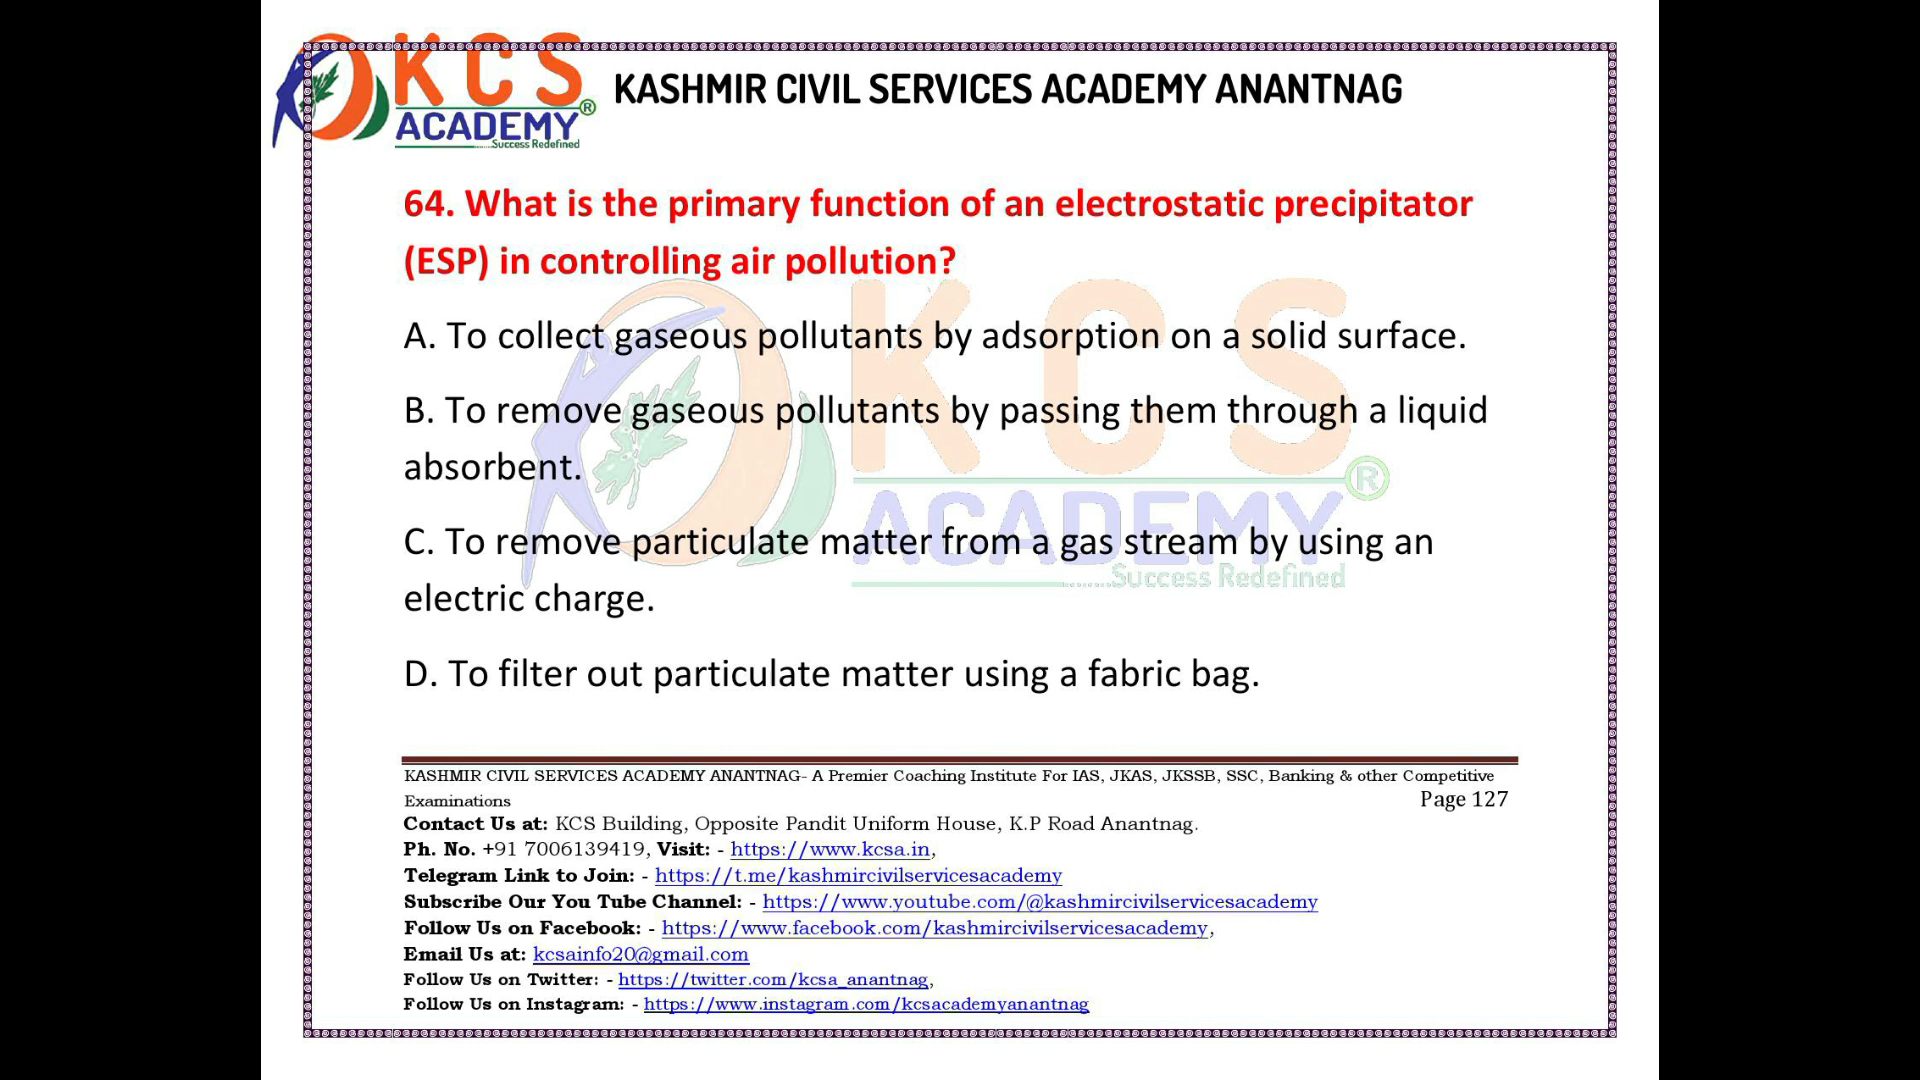 KCS
ACADEMY®
......Success Redefined
KASHMIR CIVIL SERVICES ACADEMY ANANTNAG
64. What is the primary function of an electrostatic precipitator
(ESP) in controlling air pollution?
A. To collect gaseous pollutants by adsorption on a solid surface.
B. To remove gaseous pollutants by passing them through a liquid
absorbent.
C. To remove particulate matter from a gas stream by using an
electric charge.
D. To filter out particulate matter using a fabric bag.
KCS
ACADEMY®
.......Success Redefined
KASHMIR CIVIL SERVICES ACADEMY ANANTNAG- A Premier Coaching Institute For IAS, JKAS, JKSSB, SSC, Banking & other Competitive
Examinations Page 127
Contact Us at: KCS Building, Opposite Pandit Uniform House, K.P Road Anantnag.
Ph. No. +91 7006139419, Visit: - https://www.kcsa.in,
Telegram Link to Join: - https://t.me/kashmircivilservicesacademy
Subscribe Our You Tube Channel: - https://www.youtube.com/@kashmircivilservicesacademy
Follow Us on Facebook: - https://www.facebook.com/kashmircivilservicesacademy,
Email Us at: kcsainfo20@gmail.com
Follow Us on Twitter: - https://twitter.com/kcsa_anantnag,
Follow Us on Instagram: - https://www.instagram.com/kcsacademyanantnag